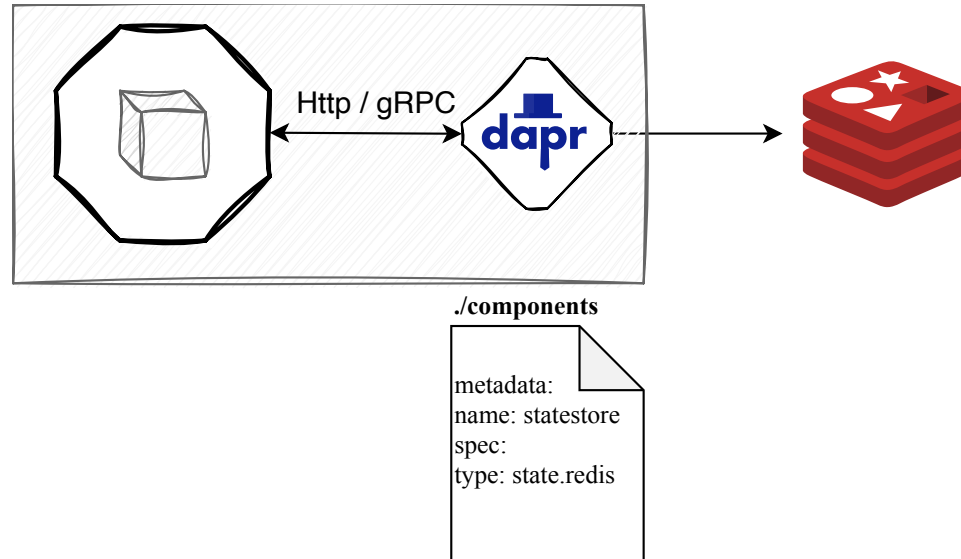 Http / gRPC
dapr
./components
metadata:
name: statestore
spec:
type: state.redis